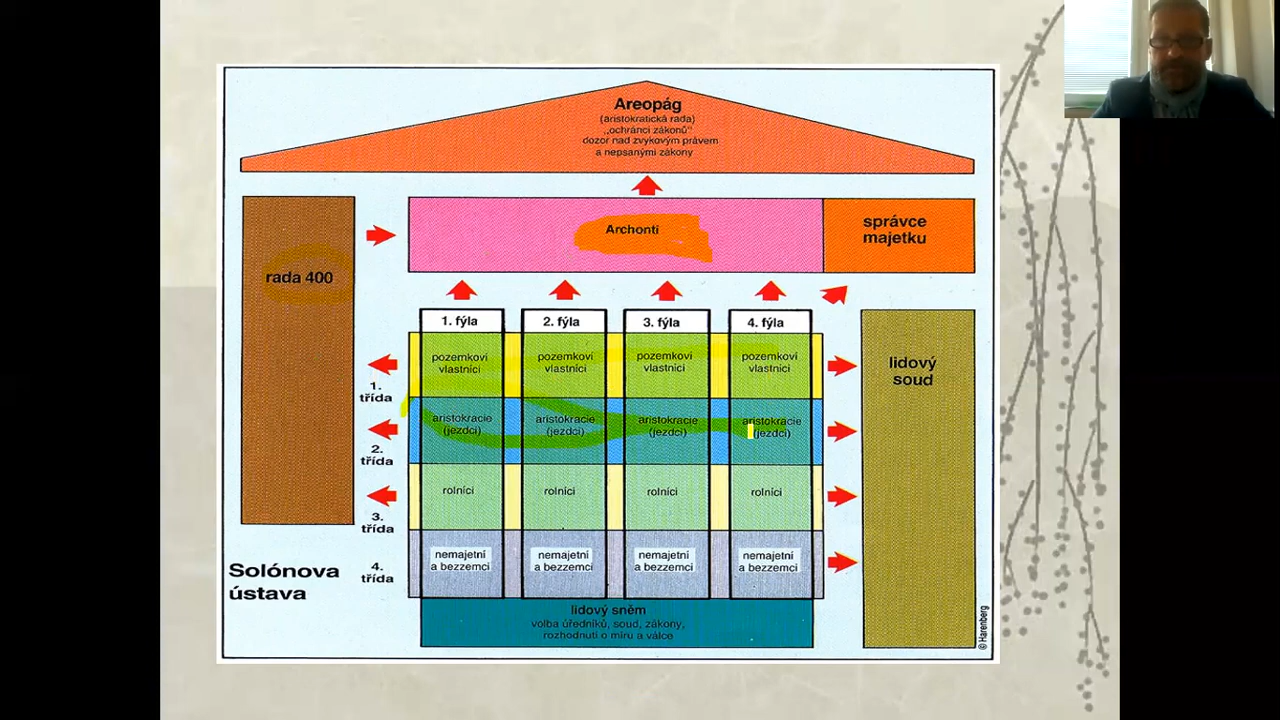 Areopág
(aristokratická rada)
„ochránci zákonů"
dozor nad zvykovým právem
a nepsanými zákony
rada 400
Archonti
správce
majetku
1. fýla
2. fýla
3. fýla
4. fýla
pozemkoví
vlastníci
pozemkoví
vlastníci
pozemkoví
vlastníci
pozemkoví
vlastníci
1.
třída
aristokracie
(jezdci)
aristokracie
(jezdci)
aristokracie
(jezdci)
aristokracie
(jezdci)
2.
třída
rolníci
rolníci
rolníci
rolníci
3.
třída
nemajetní
a bezzemci
nemajetní
a bezzemci
nemajetní
a bezzemci
nemajetní
a bezzemci
4.
třída
lidový
soud
Solónova
ústava
lidový sněm
volba úředníků, soud, zákony,
rozhodnutí o míru a válce
© Harenberg